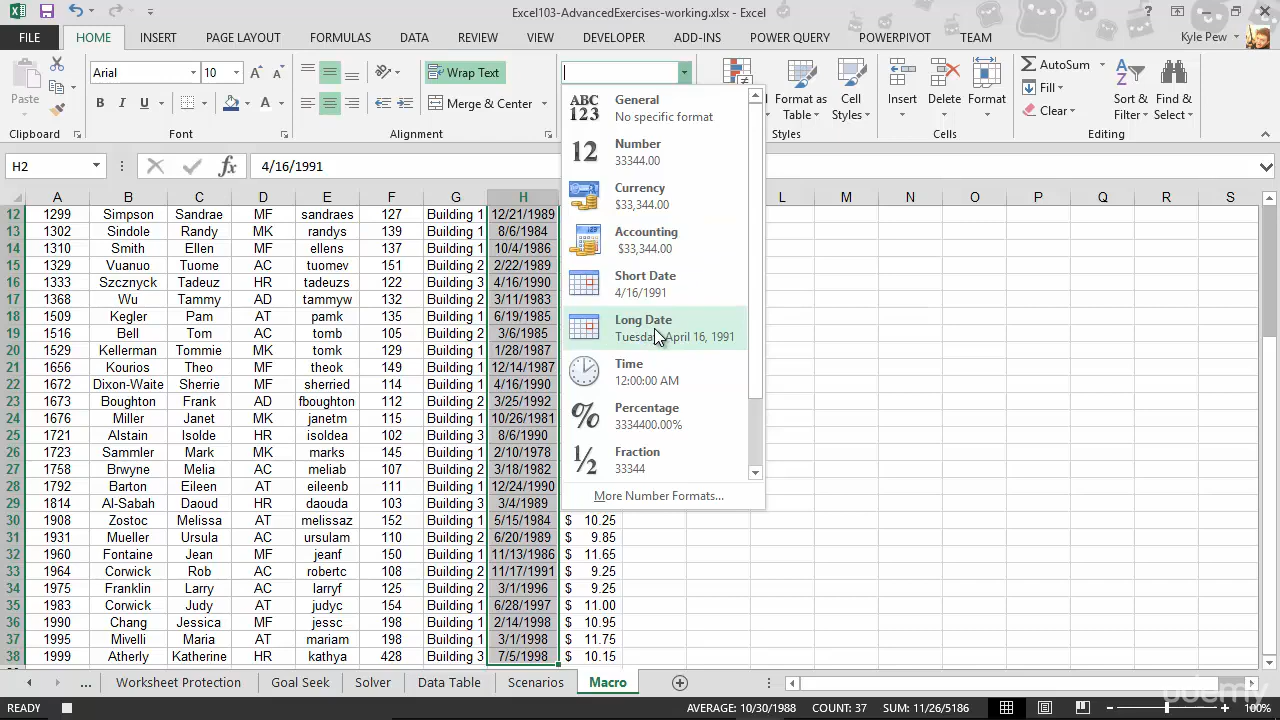 Excel103-AdvancedExercises-working.xlsx - Excel
FILE HOME INSERT PAGE LAYOUT FORMULAS DATA REVIEW VIEW DEVELOPER ADD-INS POWER QUERY POWERPIVOT TEAM Kyle Pew
Paste
Clipboard
Arial 10
B I U
Font
Wrap Text
Merge & Center
Alignment
Format as Table
Cell Styles
Styles
Insert Delete Format
Cells
AutoSum
Fill
Clear
Sort & Filter
Find & Select
Editing
General
No specific format
Number
33344.00
Currency
$33,344.00
Accounting
$33,344.00
Short Date
4/16/1991
Long Date
Tuesday, April 16, 1991
Time
12:00:00 AM
Percentage
3334400.00%
Fraction
33344
More Number Formats...
H2 fx 4/16/1991
A B C D E F G H L M N O P Q R S
12 1299 Simpson Sandrae MF sandraes 127 Building 1 12/21/1989
13 1302 Sindole Randy MK randys 139 Building 1 8/6/1984
14 1310 Smith Ellen MF ellens 137 Building 1 10/4/1986
15 1329 Vuanuo Tuome AC tuomev 151 Building 2 2/22/1989
16 1333 Szcznyck Tadeuz HR tadeuzs 122 Building 3 4/16/1990
17 1368 Wu Tammy AD tammyw 132 Building 2 3/11/1983
18 1509 Kegler Pam AT pamk 135 Building 1 6/19/1985
19 1516 Bell Tom AC tomb 105 Building 2 3/6/1985
20 1529 Kellerman Tommie MK tomk 129 Building 1 1/28/1987
21 1656 Kourios Theo MF theok 149 Building 1 12/14/1987
22 1672 Dixon-Waite Sherrie MF sherried 114 Building 1 4/16/1990
23 1673 Boughton Frank AD fboughton 112 Building 2 3/25/1992
24 1676 Miller Janet MK janetm 115 Building 1 10/26/1981
25 1721 Alstain Isolde HR isoldea 102 Building 3 8/6/1990
26 1723 Sammler Mark MK marks 145 Building 1 2/10/1978
27 1758 Brwyne Melia AC meliab 107 Building 2 3/18/1982
28 1792 Barton Eileen AT eileenb 111 Building 1 12/24/1990
29 1814 Al-Sabah Daoud HR daouda 103 Building 3 3/4/1989
30 1908 Zostoc Melissa AT melissaz 152 Building 1 5/15/1984 $ 10.25
31 1931 Mueller Ursula AC ursulam 110 Building 2 6/20/1989 $ 9.85
32 1960 Fontaine Jean MF jeanf 150 Building 1 11/13/1986 $ 11.65
33 1964 Corwick Rob AC robertc 108 Building 2 11/17/1991 $ 9.25
34 1975 Franklin Larry AC larryf 125 Building 2 3/1/1996 $ 9.25
35 1983 Corwick Judy AT judyc 154 Building 1 6/28/1997 $ 11.00
36 1990 Chang Jessica MF jessc 198 Building 1 2/14/1998 $ 10.95
37 1995 Mivelli Maria AT mariam 198 Building 1 3/1/1998 $ 11.75
38 1999 Atherly Katherine HR kathya 428 Building 3 7/5/1998 $ 10.15
... Worksheet Protection Goal Seek Solver Data Table Scenarios Macro
READY AVERAGE: 10/30/1988 COUNT: 37 SUM: 11/26/5186 100%
udemy